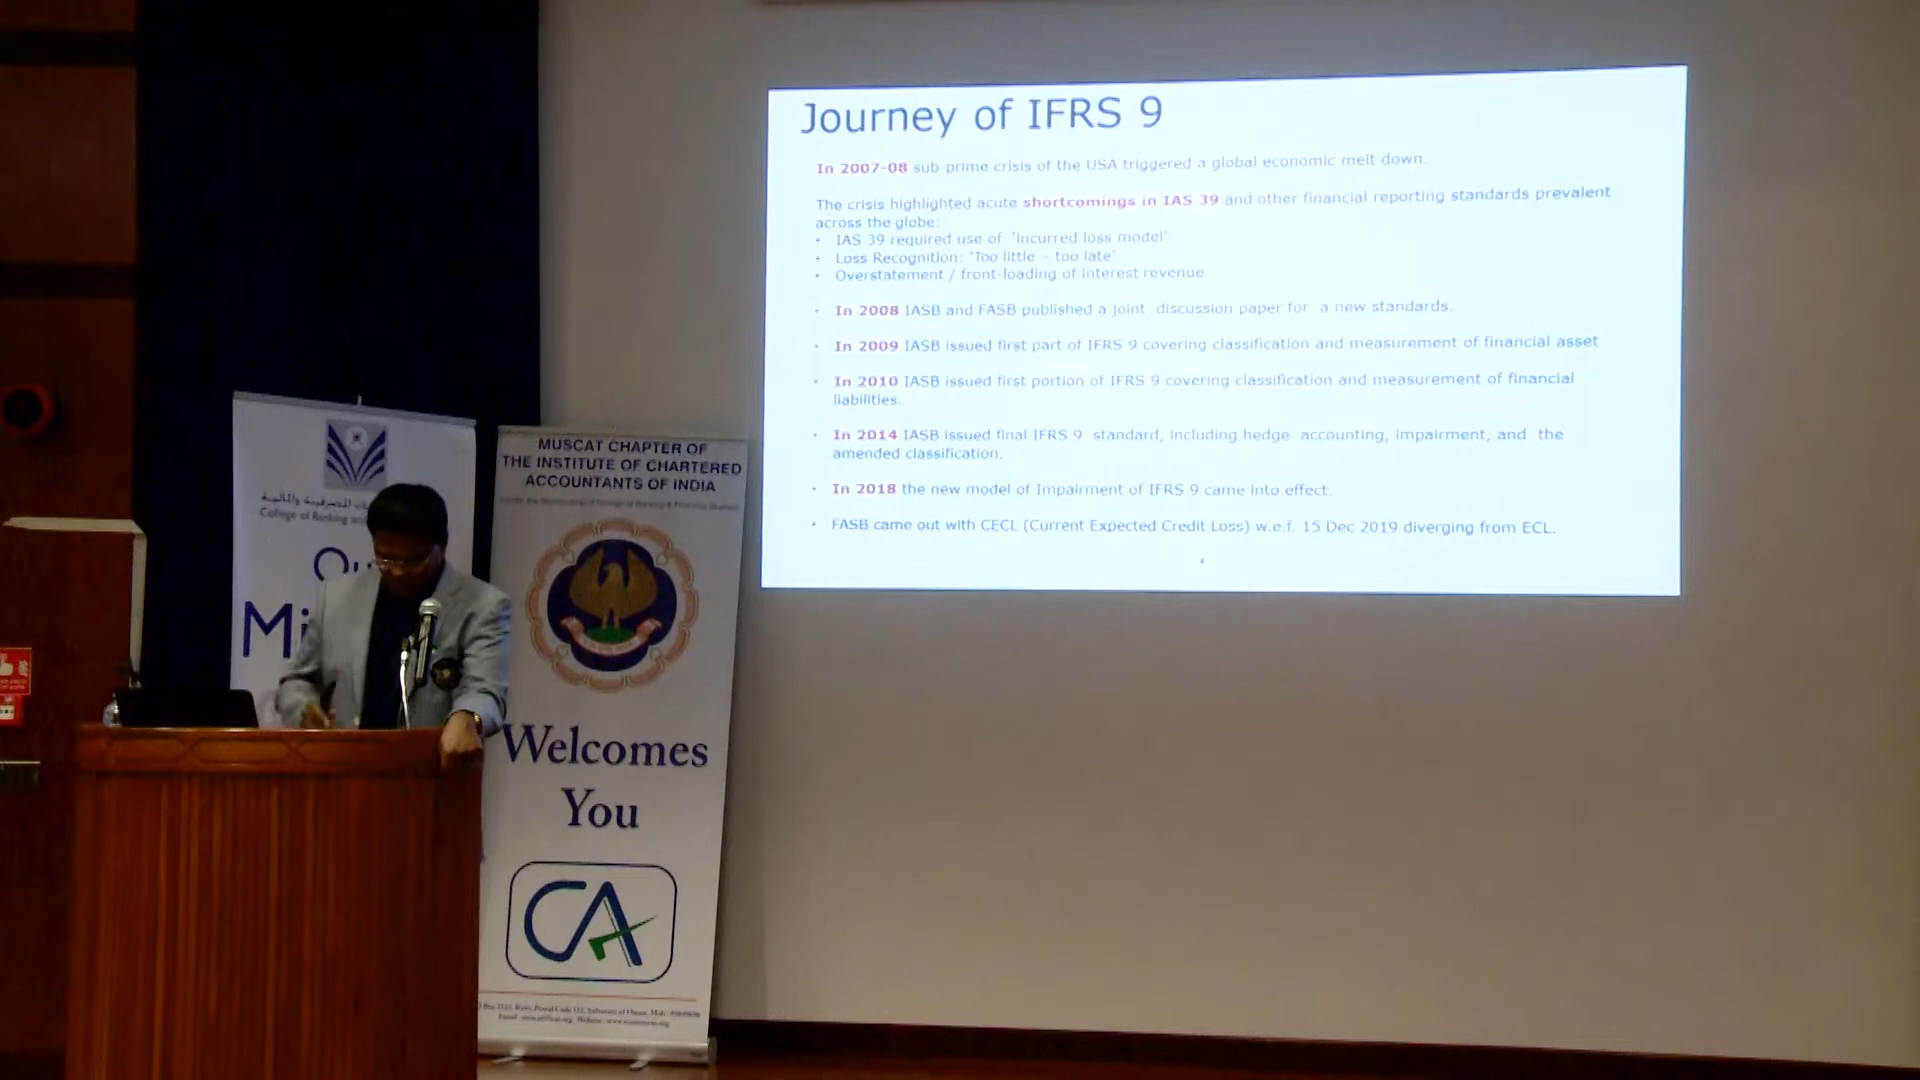 Journey of IFRS 9
In 2007-08 sub prime crisis of the USA triggered a global economic melt down.
The crisis highlighted acute shortcomings in IAS 39 and other financial reporting standards prevalent
across the globe:
• IAS 39 required use of 'incurred loss model'
• Loss Recognition: 'Too little – too late'
• Overstatement / front-loading of interest revenue
• In 2008 IASB and FASB published a joint discussion paper for a new standards.
• In 2009 IASB issued first part of IFRS 9 covering classification and measurement of financial asset
• In 2010 IASB issued first portion of IFRS 9 covering classification and measurement of financial
liabilities.
• In 2014 IASB issued final IFRS 9 standard, including hedge accounting, impairment, and the
amended classification.
• In 2018 the new model of Impairment of IFRS 9 came into effect.
• FASB came out with CECL (Current Expected Credit Loss) w.e.f. 15 Dec 2019 diverging from ECL.
College of Banking
Ou
Mi
MUSCAT CHAPTER OF
THE INSTITUTE OF CHARTERED
ACCOUNTANTS OF INDIA
Welcomes
You
CA